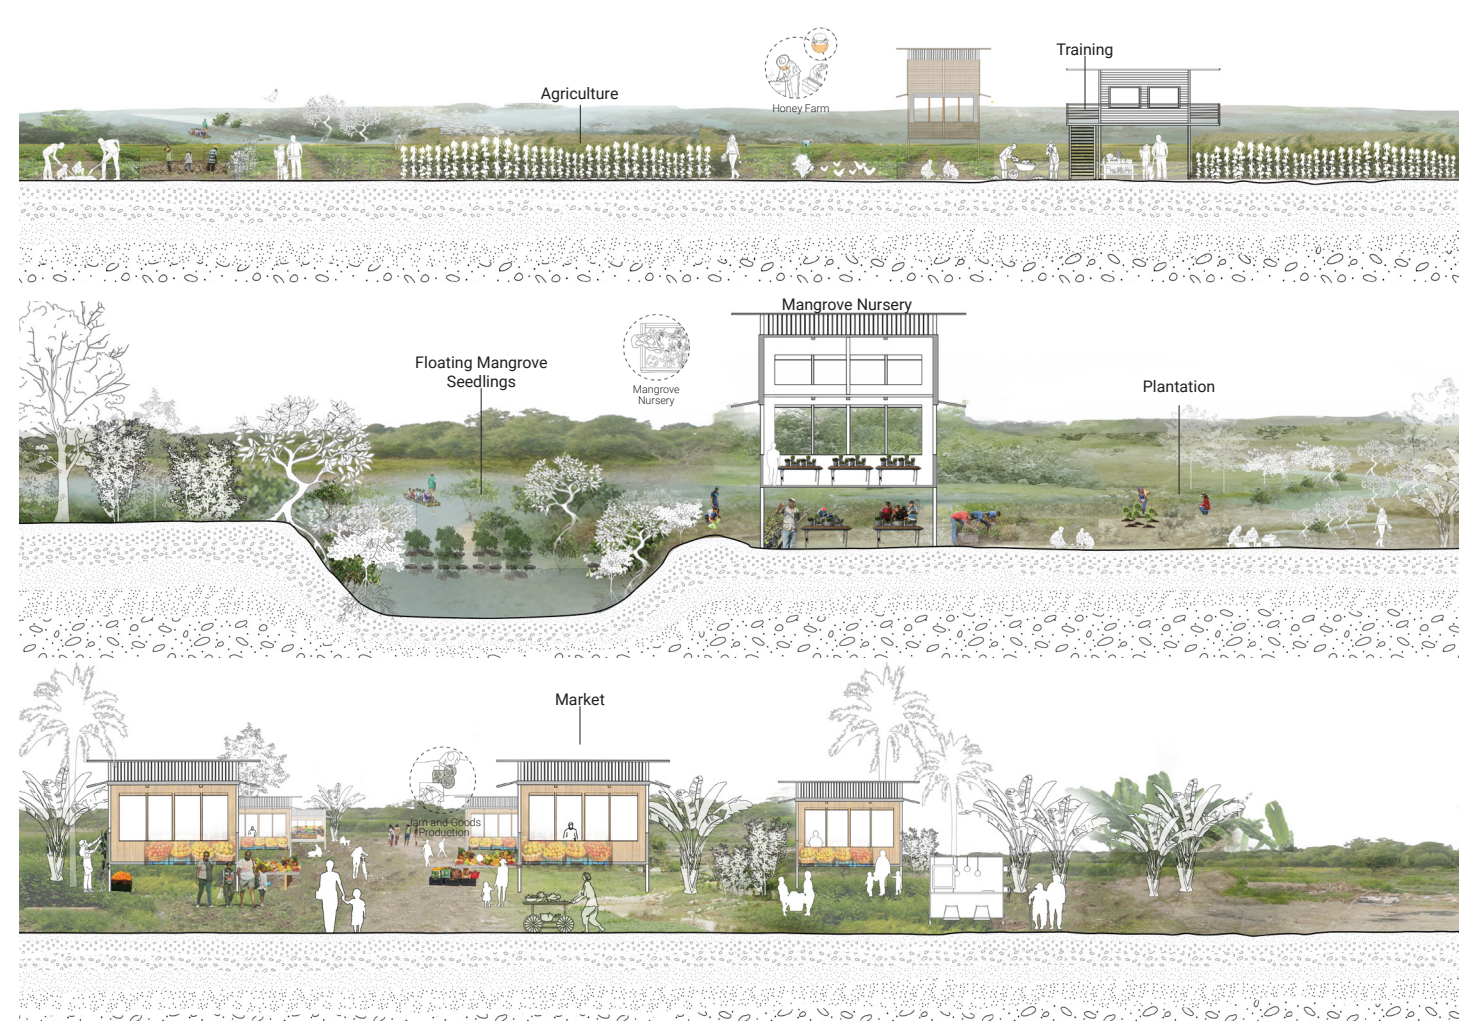 Training
Agriculture
Honey Farm
Mangrove Nursery
Floating Mangrove
Seedlings
Mangrove
Nursery
Plantation
Market
Jam and Goods
Production